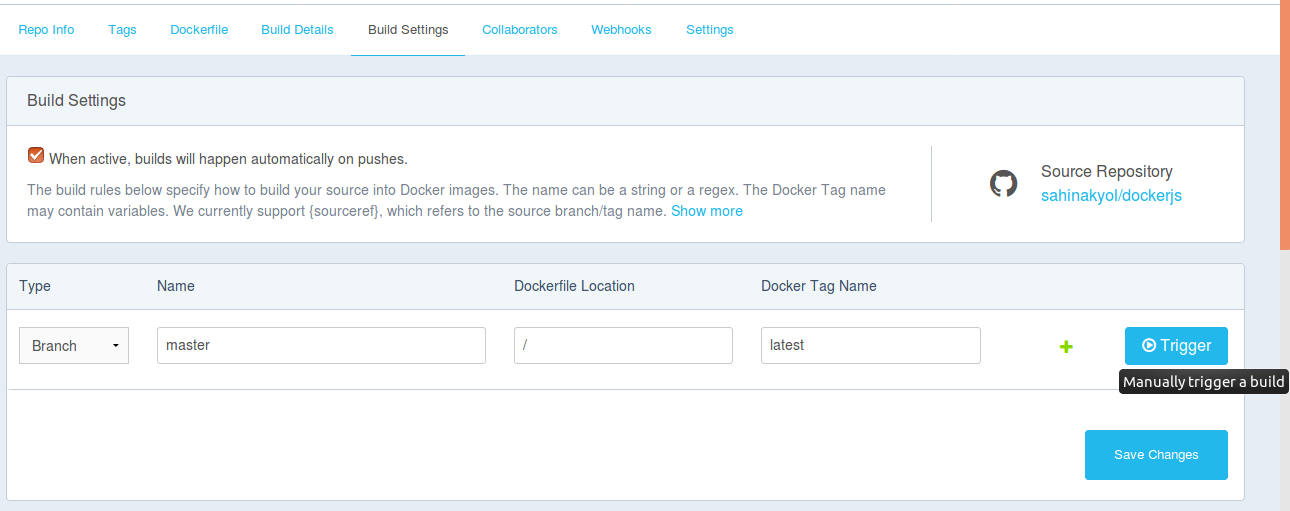 Repo Info Tags Dockerfile Build Details Build Settings Collaborators Webhooks Settings
Build Settings
When active, builds will happen automatically on pushes.
The build rules below specify how to build your source into Docker images. The name can be a string or a regex. The Docker Tag name
may contain variables. We currently support {sourceref}, which refers to the source branch/tag name. Show more
Source Repository
sahinakyol/dockerjs
Type Name Dockerfile Location Docker Tag Name
Branch master / latest Trigger
Manually trigger a build
Save Changes